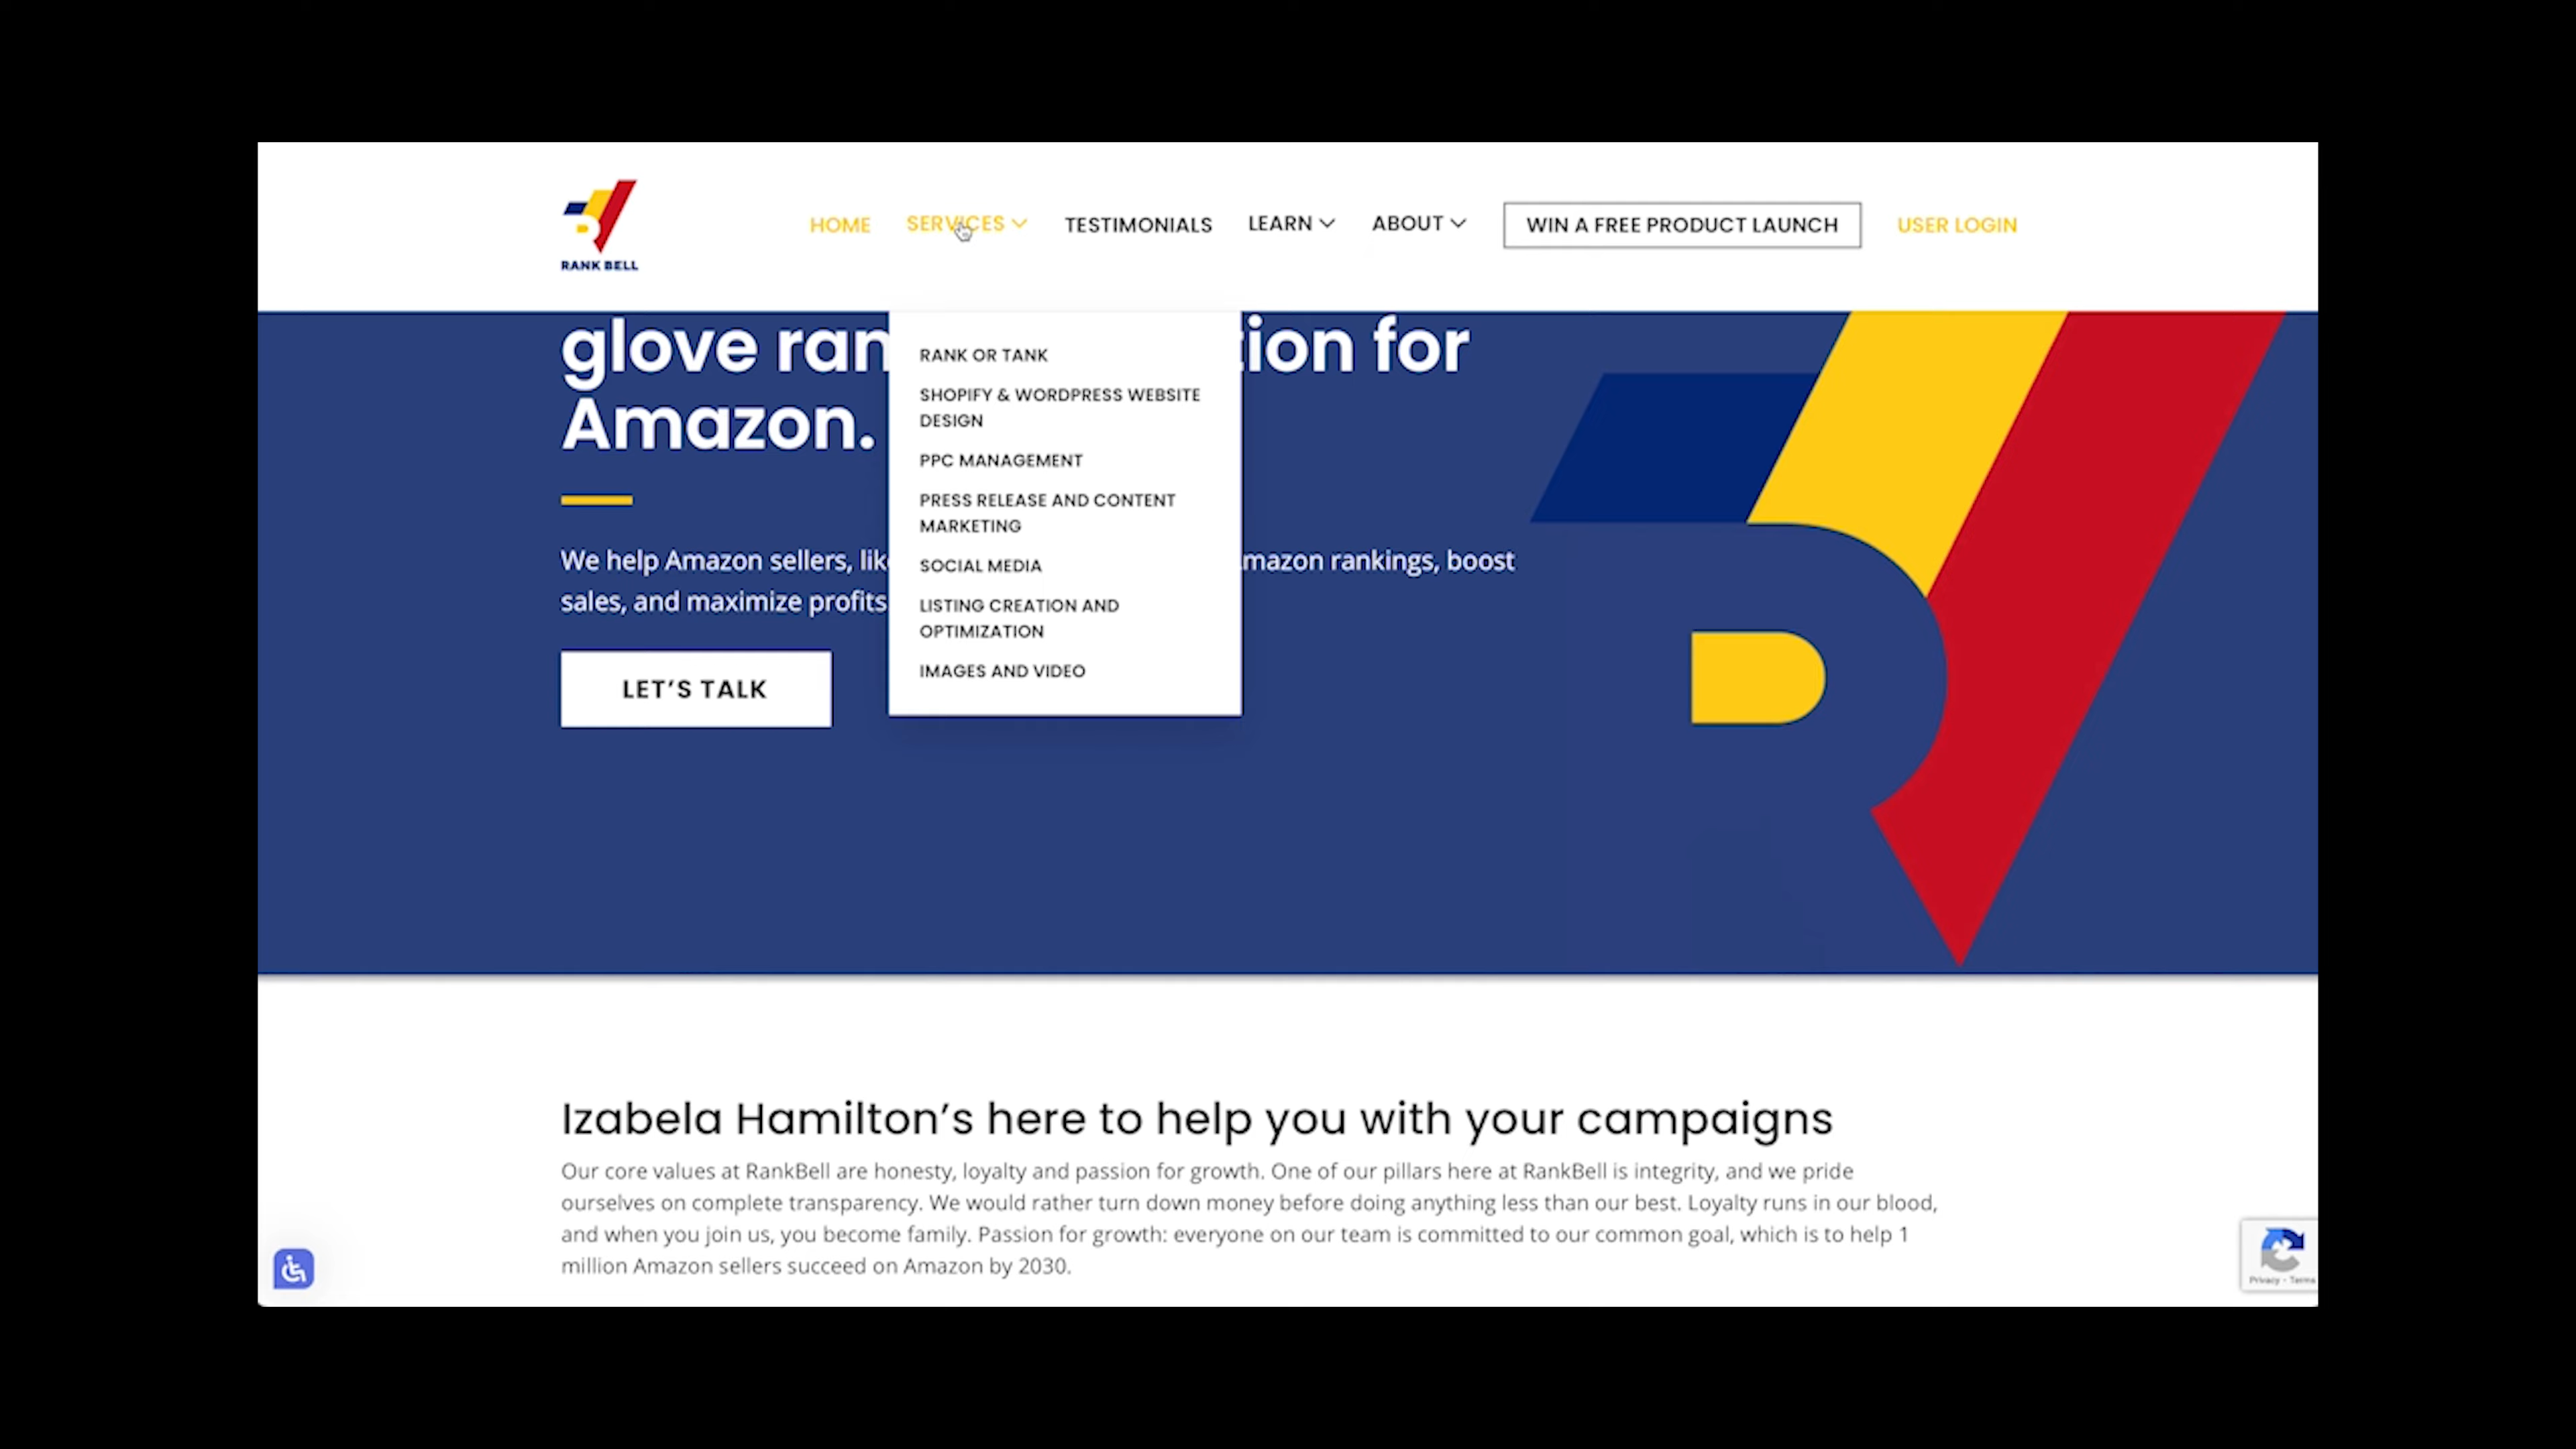 RANK BELL
HOME
SERVICES
TESTIMONIALS
LEARN
ABOUT
WIN A FREE PRODUCT LAUNCH
USER LOGIN
RANK OR TANK
SHOPIFY & WORDPRESS WEBSITE
DESIGN
PPC MANAGEMENT
PRESS RELEASE AND CONTENT
MARKETING
SOCIAL MEDIA
LISTING CREATION AND
OPTIMIZATION
IMAGES AND VIDEO
glove ran tion for
Amazon.
We help Amazon sellers, lik mazon rankings, boost
sales, and maximize profits
LET'S TALK
Izabela Hamilton's here to help you with your campaigns
Our core values at RankBell are honesty, loyalty and passion for growth. One of our pillars here at RankBell is integrity, and we pride
ourselves on complete transparency. We would rather turn down money before doing anything less than our best. Loyalty runs in our blood,
and when you join us, you become family. Passion for growth: everyone on our team is committed to our common goal, which is to help 1
million Amazon sellers succeed on Amazon by 2030.
Privacy - Terms